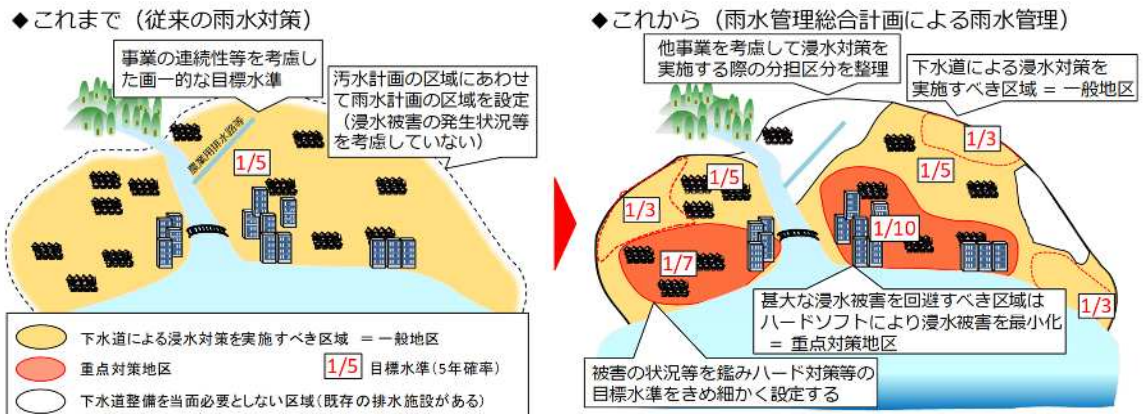 ◆これまで（従来の雨水対策）
事業の連続性等を考慮し
た画一的な目標水準
汚水計画の区域にあわせ
て雨水計画の区域を設定
（浸水被害の発生状況等
を考慮していない）
農業用排水路等
1/5
下水道による浸水対策を実施すべき区域 ＝一般地区
重点対策地区
1/5 目標水準（5年確率）
下水道整備を当面必要としない区域（既存の排水施設がある）
◆これから（雨水管理総合計画による雨水管理）
他事業を考慮して浸水対策を
実施する際の分担区分を整理
下水道による浸水対策を
実施すべき区域 = 一般地区
1/3
1/5
1/5
1/3
1/10
1/7
1/3
甚大な浸水被害を回避すべき区域は
ハードソフトにより浸水被害を最小化
= 重点対策地区
被害の状況等を鑑みハード対策等の
目標水準をきめ細かく設定する